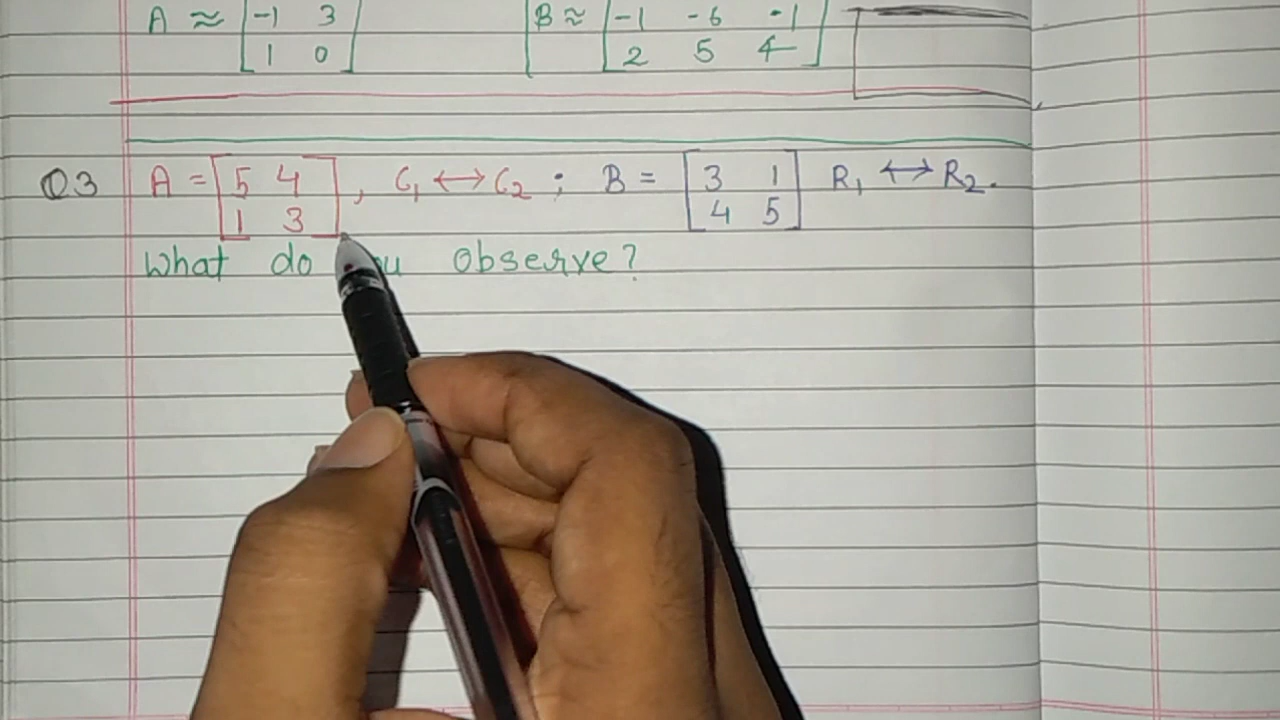 A ≈ [-1 3 B ≈ [-1 -6 -1
1 0] 2 5 4]
Q3 A = [5 4 , C₁ ↔ C₂ ; B = [3 1 R₁ ↔ R₂.
1 3] 4 5]
What do observe?